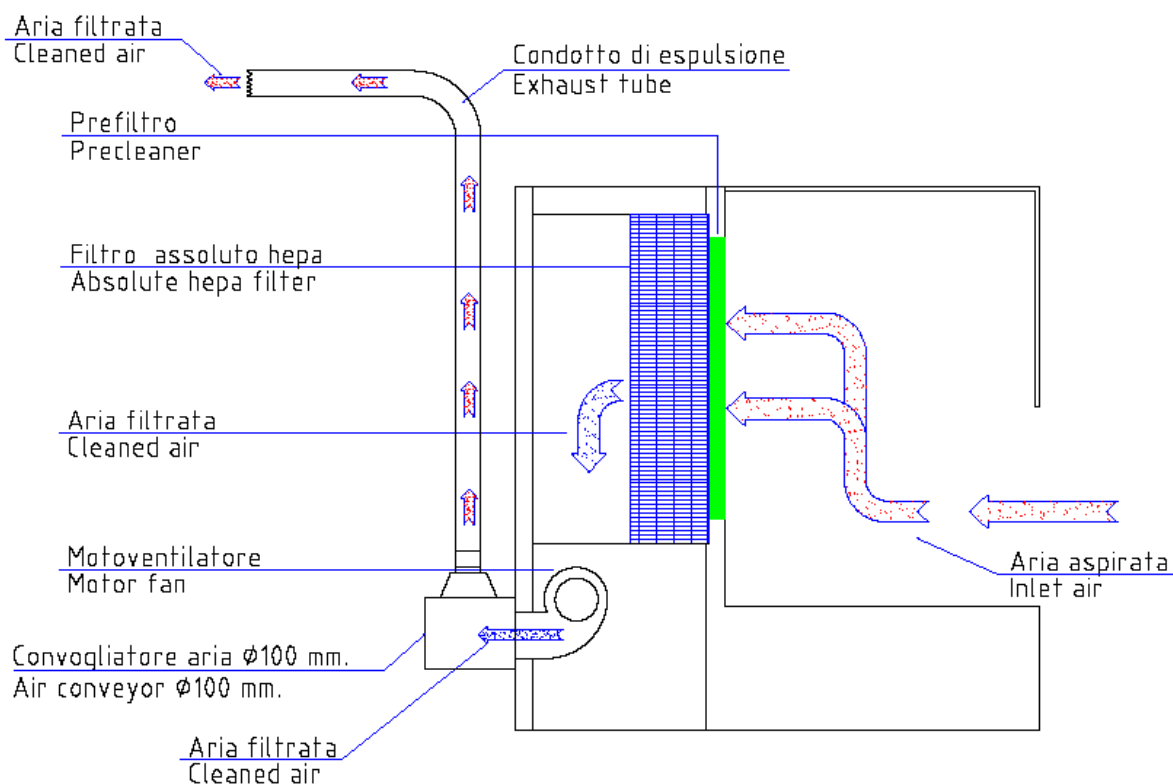 Aria filtrata
Cleaned air
Condotto di espulsione
Exhaust tube
Prefiltro
Precleaner
Filtro assoluto hepa
Absolute hepa filter
Aria filtrata
Cleaned air
Motoventilatore
Motor fan
Aria aspirata
Inlet air
Convogliatore aria Φ100 mm.
Air conveyor Φ100 mm.
Aria filtrata
Cleaned air